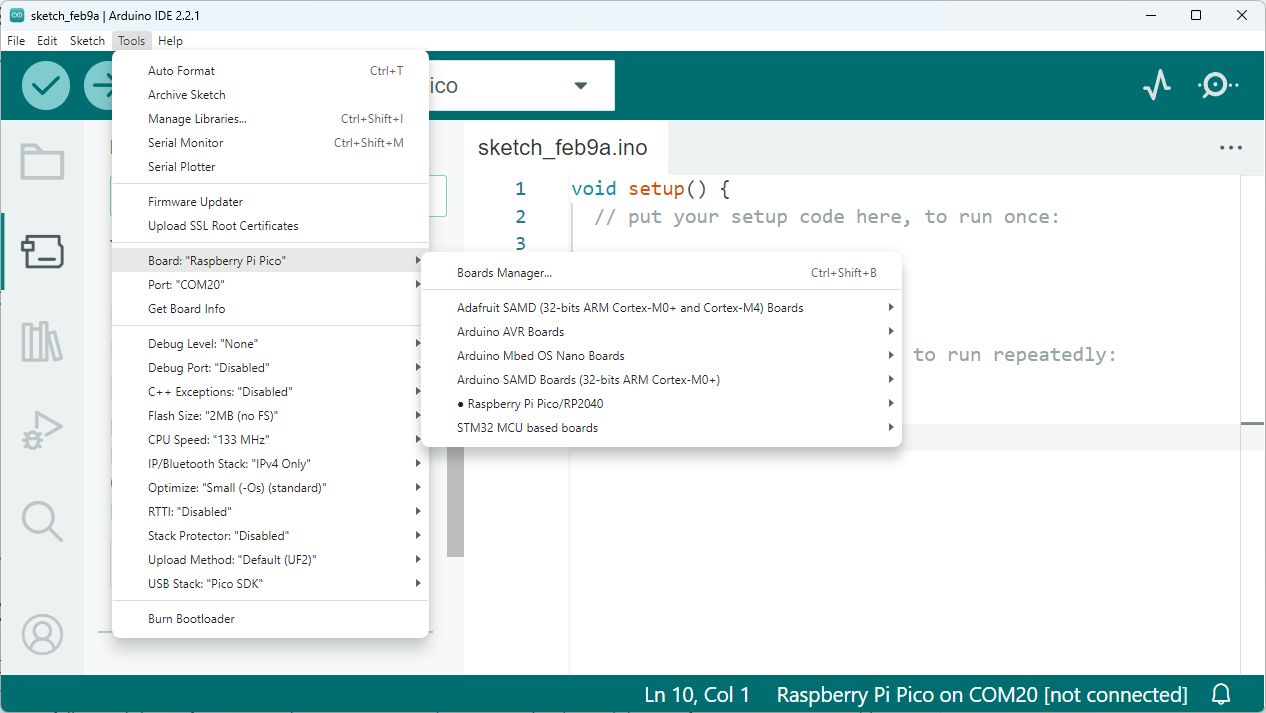 sketch_feb9a | Arduino IDE 2.2.1
File Edit Sketch Tools Help
ico
Auto Format Ctrl+T
Archive Sketch
Manage Libraries... Ctrl+Shift+I
Serial Monitor Ctrl+Shift+M
Serial Plotter
Firmware Updater
Upload SSL Root Certificates
Board: "Raspberry Pi Pico"
Port: "COM20"
Get Board Info
Debug Level: "None"
Debug Port: "Disabled"
C++ Exceptions: "Disabled"
Flash Size: "2MB (no FS)"
CPU Speed: "133 MHz"
IP/Bluetooth Stack: "IPv4 Only"
Optimize: "Small (-Os) (standard)"
RTTI: "Disabled"
Stack Protector: "Disabled"
Upload Method: "Default (UF2)"
USB Stack: "Pico SDK"
Burn Bootloader
Boards Manager... Ctrl+Shift+B
Adafruit SAMD (32-bits ARM Cortex-M0+ and Cortex-M4) Boards
Arduino AVR Boards
Arduino Mbed OS Nano Boards
Arduino SAMD Boards (32-bits ARM Cortex-M0+)
● Raspberry Pi Pico/RP2040
STM32 MCU based boards
sketch_feb9a.ino
1 void setup() {
2 // put your setup code here, to run once:
3
to run repeatedly:
Ln 10, Col 1 Raspberry Pi Pico on COM20 [not connected]